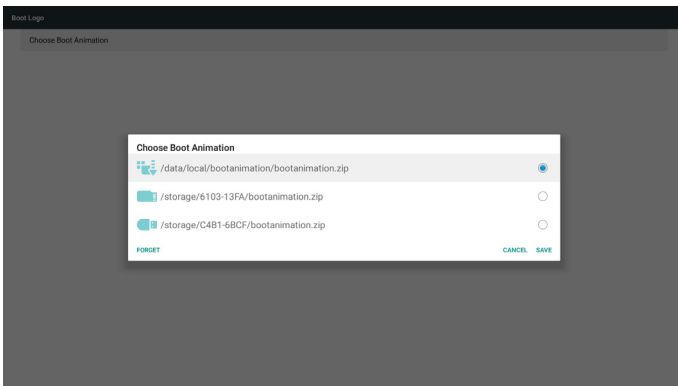 Boot Logo
Choose Boot Animation
Choose Boot Animation
/data/local/bootanimation/bootanimation.zip
/storage/6103-13FA/bootanimation.zip
/storage/C4B1-6BCF/bootanimation.zip
FORGET CANCEL SAVE